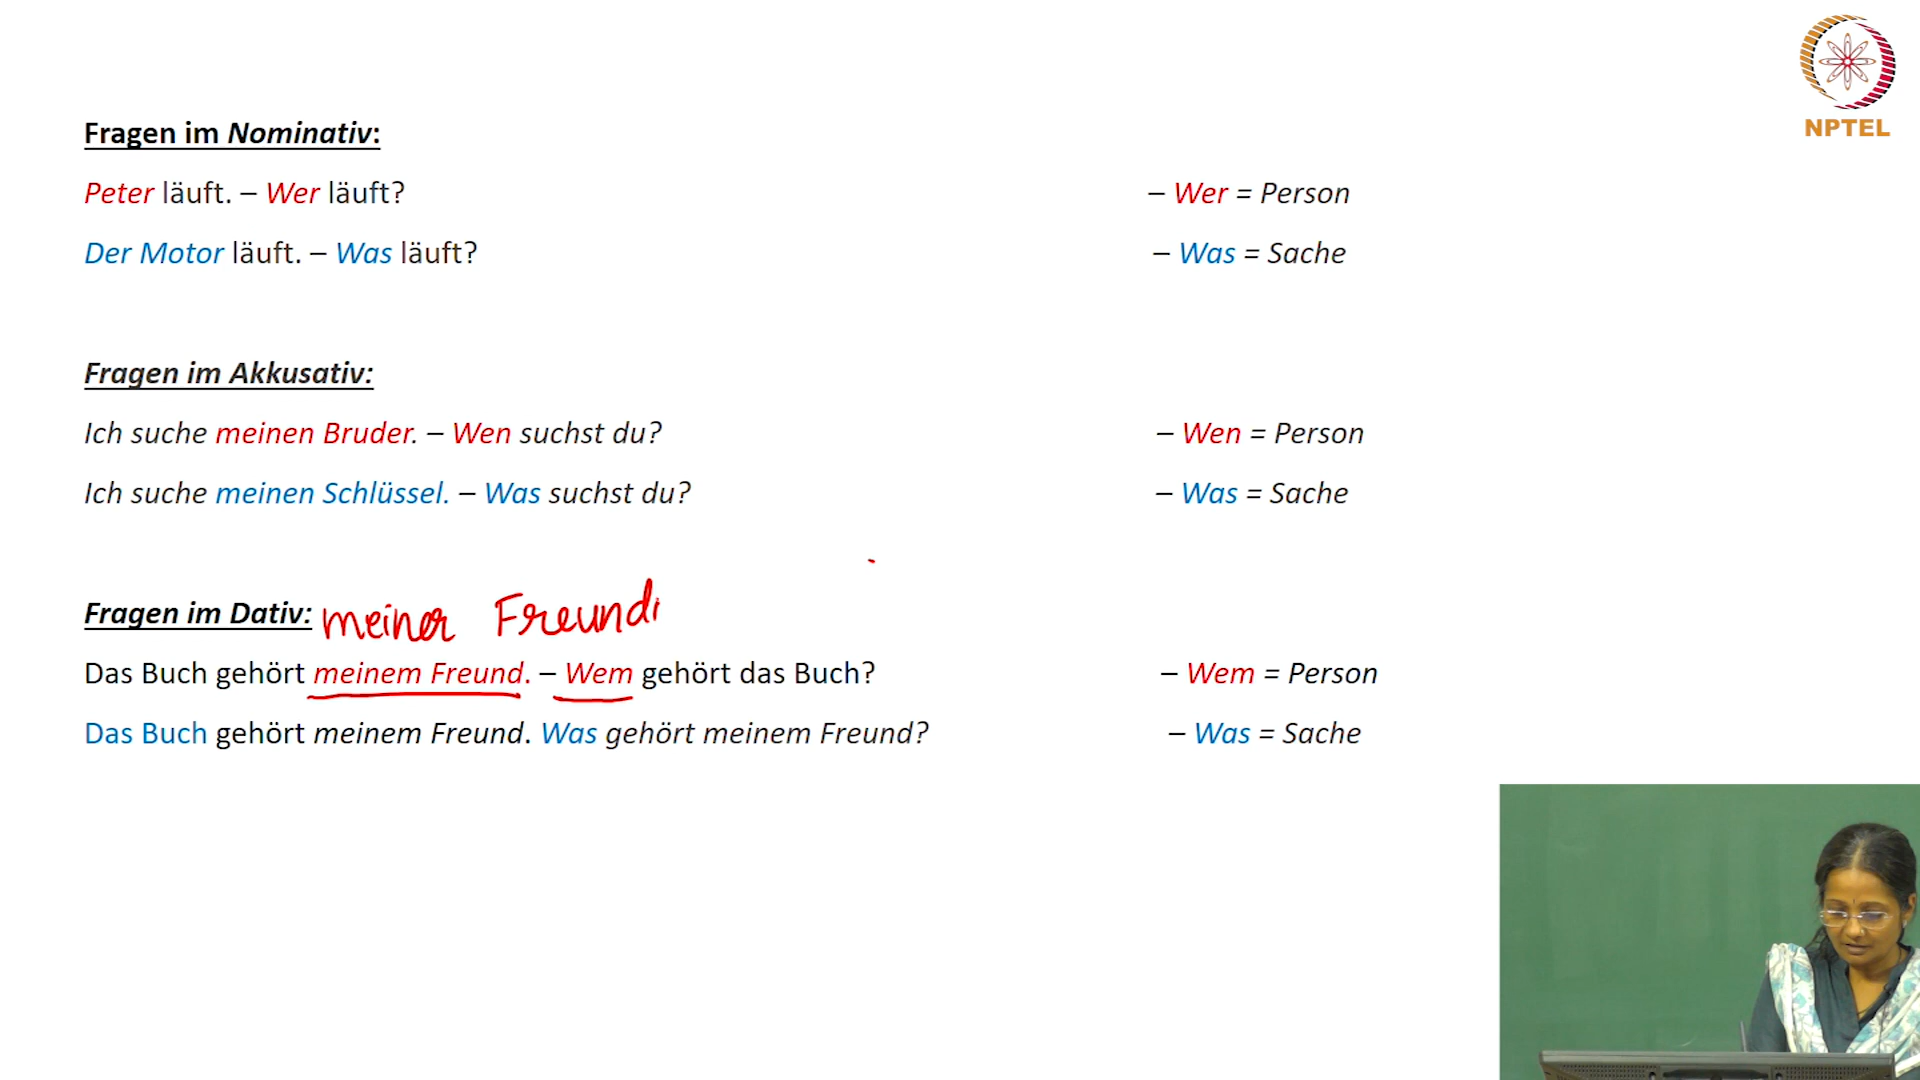 NPTEL
Fragen im Nominativ:
Peter läuft. – Wer läuft? – Wer = Person
Der Motor läuft. – Was läuft? – Was = Sache
Fragen im Akkusativ:
Ich suche meinen Bruder. – Wen suchst du? – Wen = Person
Ich suche meinen Schlüssel. – Was suchst du? – Was = Sache
Fragen im Dativ: meiner Freundi
Das Buch gehört meinem Freund. – Wem gehört das Buch? – Wem = Person
Das Buch gehört meinem Freund. Was gehört meinem Freund? – Was = Sache